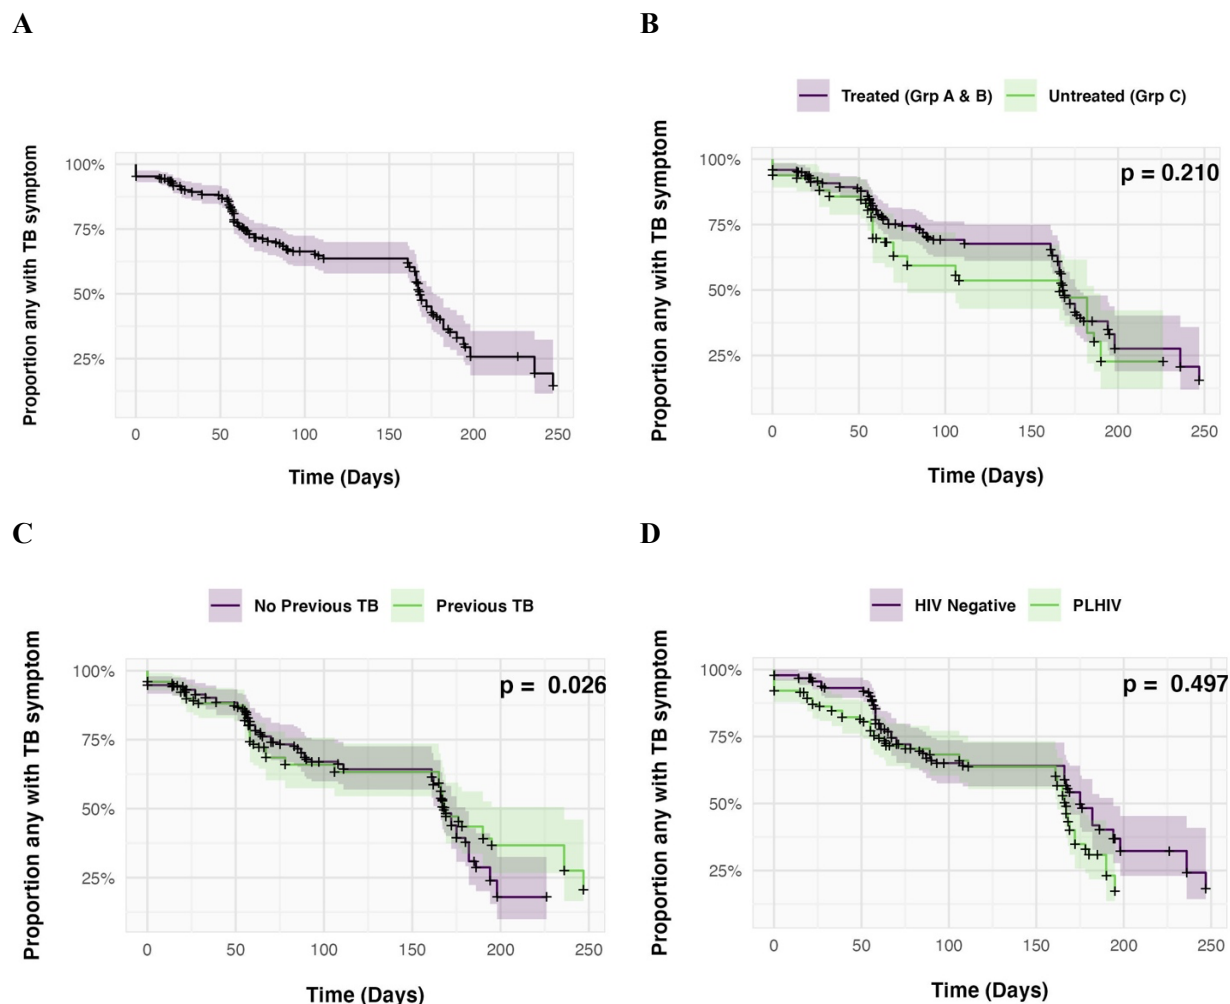 A
Proportion any with TB symptom
100%
75%
50%
25%
0 50 100 150 200 250
Time (Days)
B
Treated (Grp A & B) Untreated (Grp C)
Proportion any with TB symptom
100%
75%
50%
25%
p = 0.210
0 50 100 150 200 250
Time (Days)
C
No Previous TB Previous TB
Proportion any with TB symptom
100%
75%
50%
25%
p = 0.026
0 50 100 150 200 250
Time (Days)
D
HIV Negative PLHIV
Proportion any with TB symptom
100%
75%
50%
25%
p = 0.497
0 50 100 150 200 250
Time (Days)